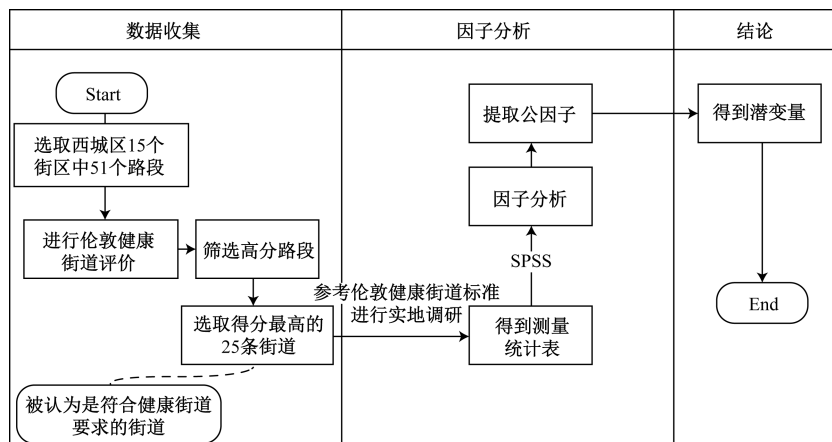 数据收集
因子分析
结论
Start
选取西城区15个
街区中51个路段
进行伦敦健康
街道评价
筛选高分路段
选取得分最高的
25条街道
被认为是符合健康街道
要求的街道
参考伦敦健康街道标准
进行实地调研
得到测量
统计表
SPSS
因子分析
提取公因子
得到潜变量
End